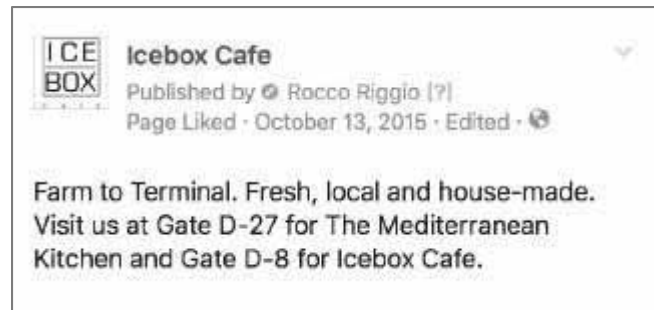 ICE
BOX
Icebox Cafe
Published by Rocco Riggio [?]
Page Liked · October 13, 2015 · Edited ·
Farm to Terminal. Fresh, local and house-made.
Visit us at Gate D-27 for The Mediterranean
Kitchen and Gate D-8 for Icebox Cafe.